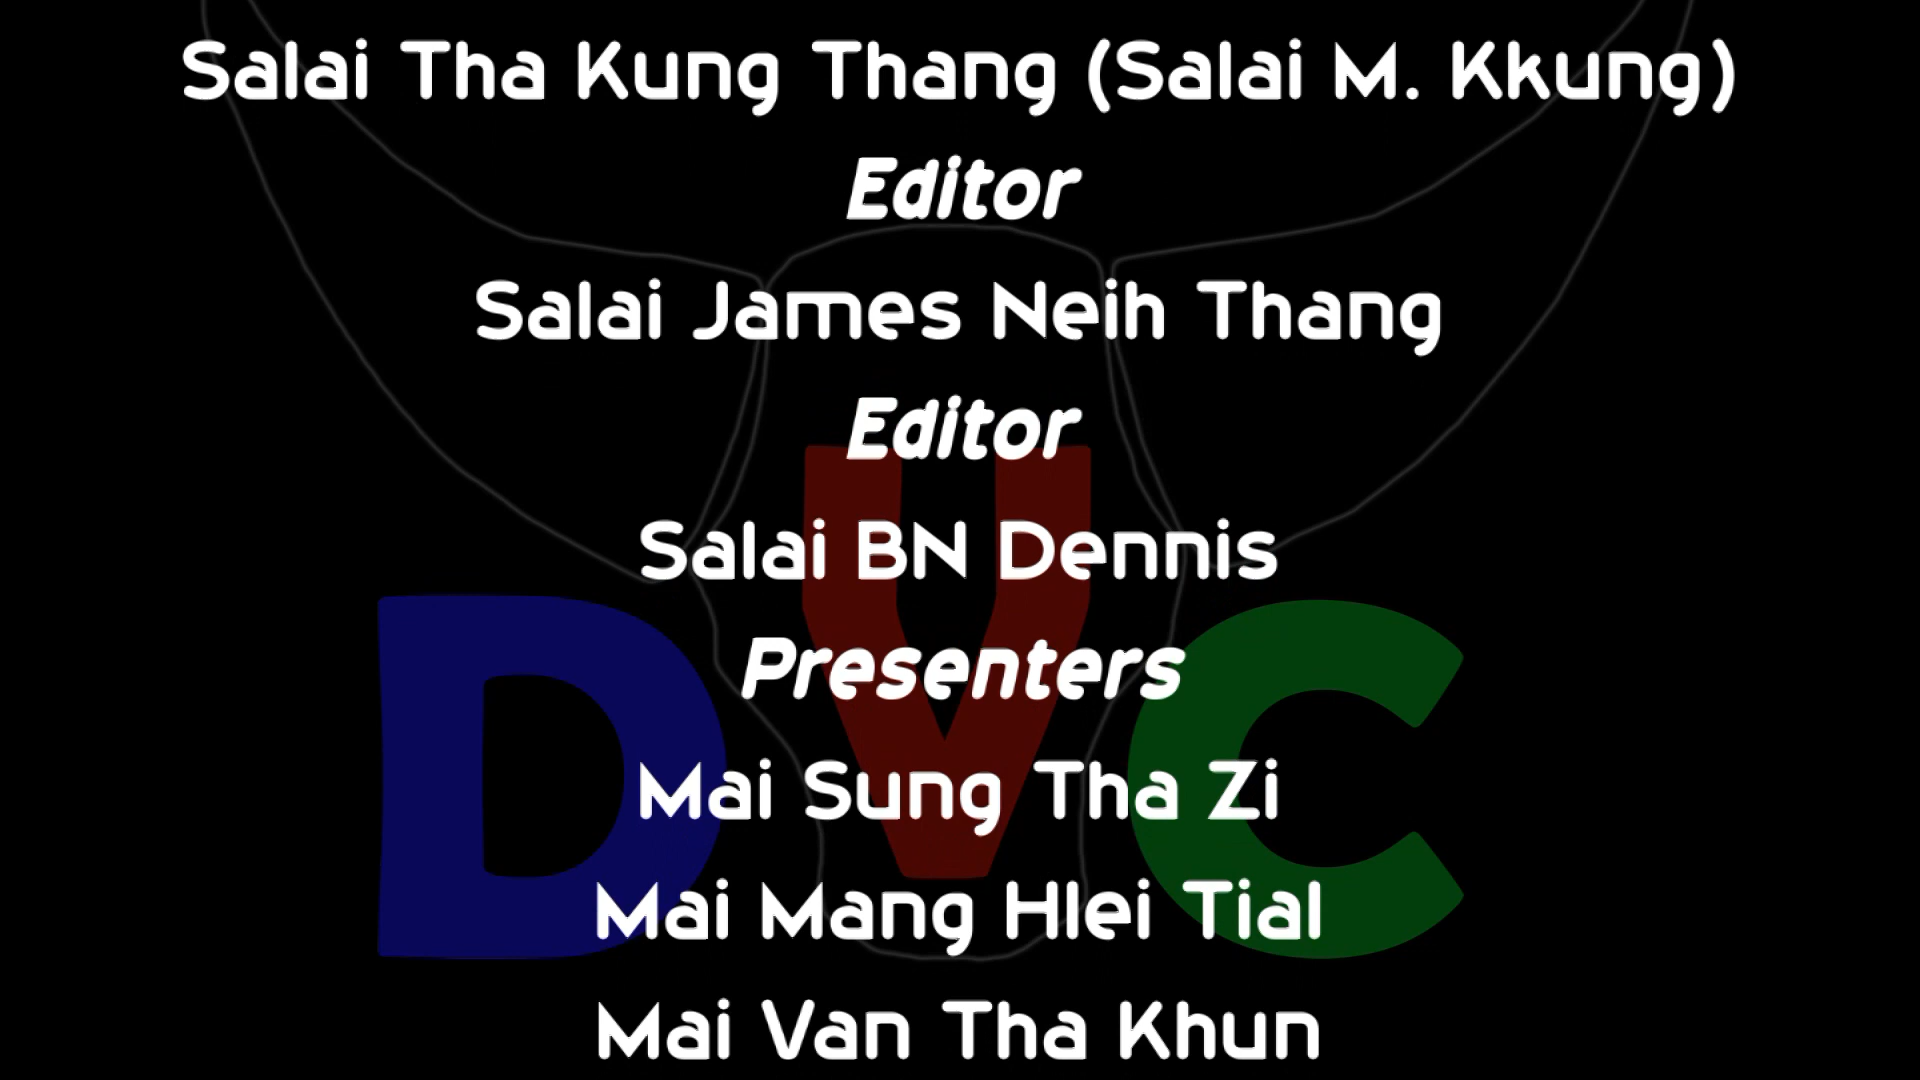 Salai Tha Kung Thang (Salai M. Kkung)
Editor
Salai James Neih Thang
Editor
Salai BN Dennis
Presenters
Mai Sung Tha Zi
Mai Mang Hlei Tial
Mai Van Tha Khun
DVC